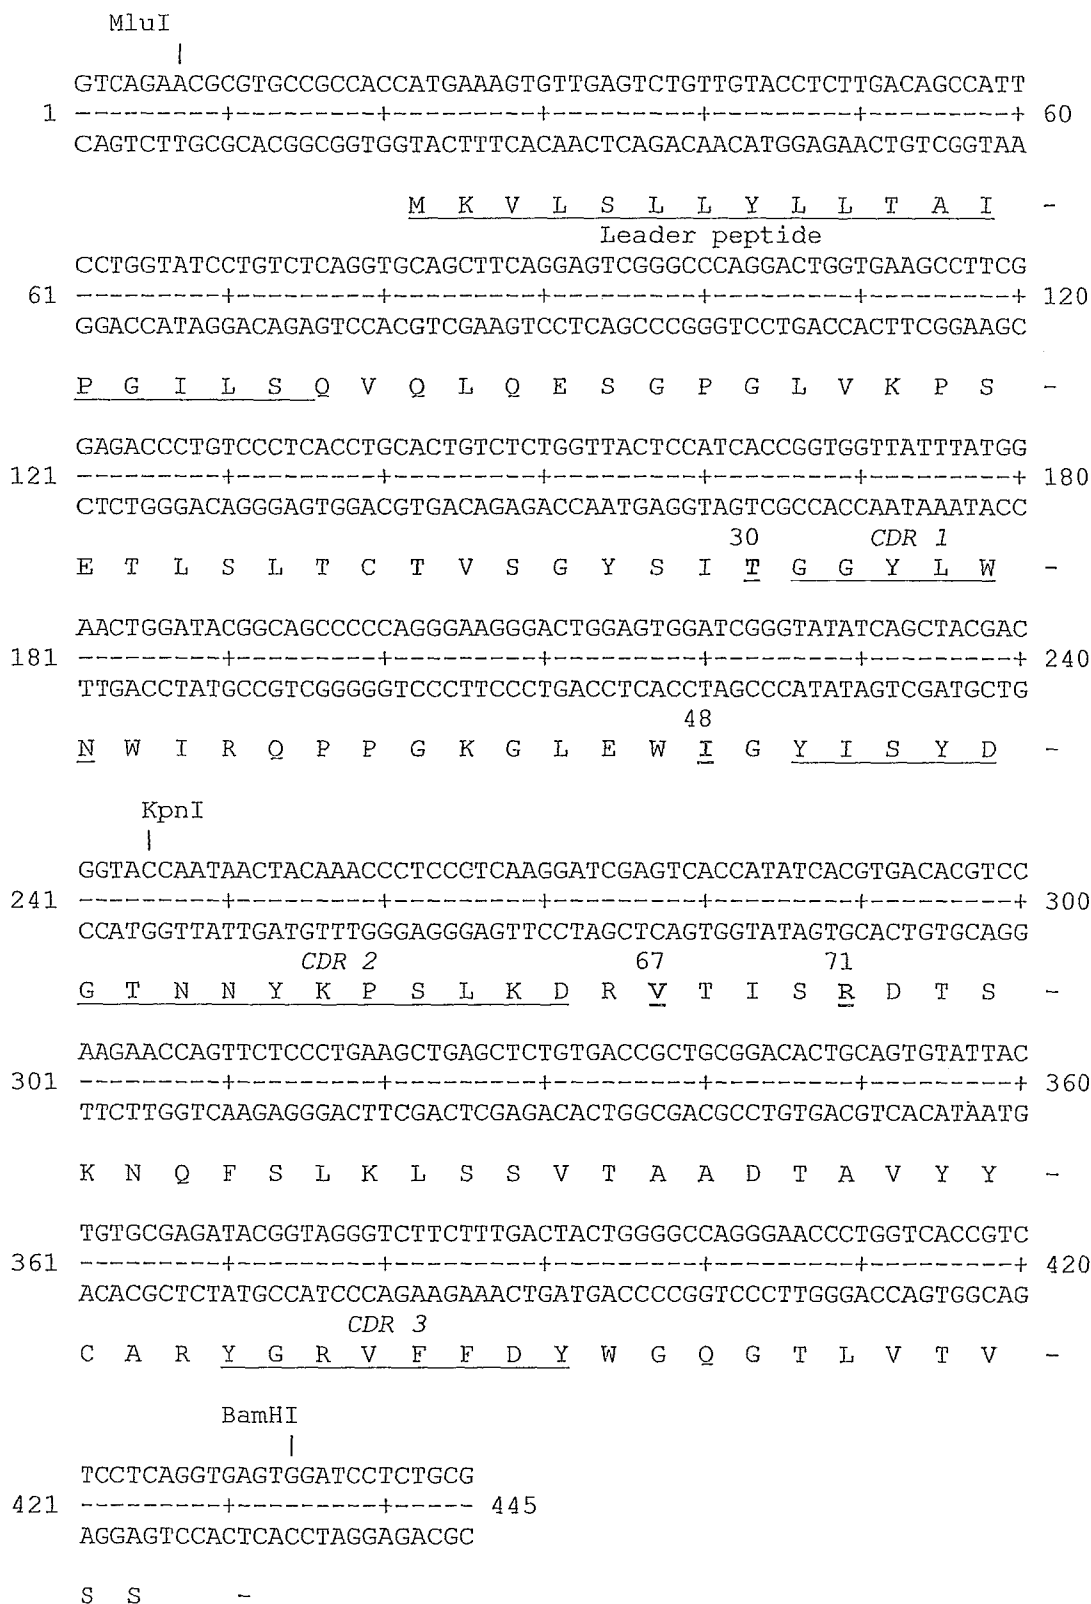 MluI
|
GTCAGAACGCGTGCCGCCACCATGAAAGTGTTGAGTCTGTTGTACCTCTTGACAGCCATT
1 ---------+---------+---------+---------+---------+---------+ 60
CAGTCTTGCGCACGGCGGTGGTACTTTCACAACTCAGACAACATGGAGAACTGTCGGTAA
M K V L S L L Y L L T A I -
Leader peptide
CCTGGTATCCTGTCTCAGGTGCAGCTTCAGGAGTCGGGCCCAGGACTGGTGAAGCCTTCG
61 ---------+---------+---------+---------+---------+---------+ 120
GGACCATAGGACAGAGTCCACGTCGAAGTCCTCAGCCCGGGTCCTGACCACTTCGGAAGC
P G I L S Q V Q L Q E S G P G L V K P S -
GAGACCCTGTCCCTCACCTGCACTGTCTCTGGTTACTCCATCACCGGTGGTTATTTATGG
121 ---------+---------+---------+---------+---------+---------+ 180
CTCTGGGACAGGGAGTGGACGTGACAGAGACCAATGAGGTAGTCGCCACCAATAAATACC
30 CDR 1
E T L S L T C T V S G Y S I T G G Y L W -
AACTGGATACGGCAGCCCCCAGGGAAGGGACTGGAGTGGATCGGGTATATCAGCTACGAC
181 ---------+---------+---------+---------+---------+---------+ 240
TTGACCTATGCCGTCGGGGGTCCCTTCCCTGACCTCACCTAGCCCATATAGTCGATGCTG
48
N W I R Q P P G K G L E W I G Y I S Y D -
KpnI
|
GGTACCAATAACTACAAACCCTCCCTCAAGGATCGAGTCACCATATCACGTGACACGTCC
241 ---------+---------+---------+---------+---------+---------+ 300
CCATGGTTATTGATGTTTGGGAGGGAGTTCCTAGCTCAGTGGTATAGTGCACTGTGCAGG
CDR 2 67 71
G T N N Y K P S L K D R V T I S R D T S -
AAGAACCAGTTCTCCCTGAAGCTGAGCTCTGTGACCGCTGCGGACACTGCAGTGTATTAC
301 ---------+---------+---------+---------+---------+---------+ 360
TTCTTGGTCAAGAGGGACTTCGACTCGAGACACTGGCGACGCCTGTGACGTCACATAATG
K N Q F S L K L S S V T A A D T A V Y Y -
TGTGCGAGATACGGTAGGGTCTTCTTTGACTACTGGGGCCAGGGAACCCTGGTCACCGTC
361 ---------+---------+---------+---------+---------+---------+ 420
ACACGCTCTATGCCATCCCAGAAGAAACTGATGACCCCGGTCCCTTGGGACCAGTGGCAG
CDR 3
C A R Y G R V F F D Y W G Q G T L V T V -
BamHI
|
TCCTCAGGTGAGTGGATCCTCTGCG
421 ---------+---------+----- 445
AGGAGTCCACTCACCTAGGAGACGC
S S -